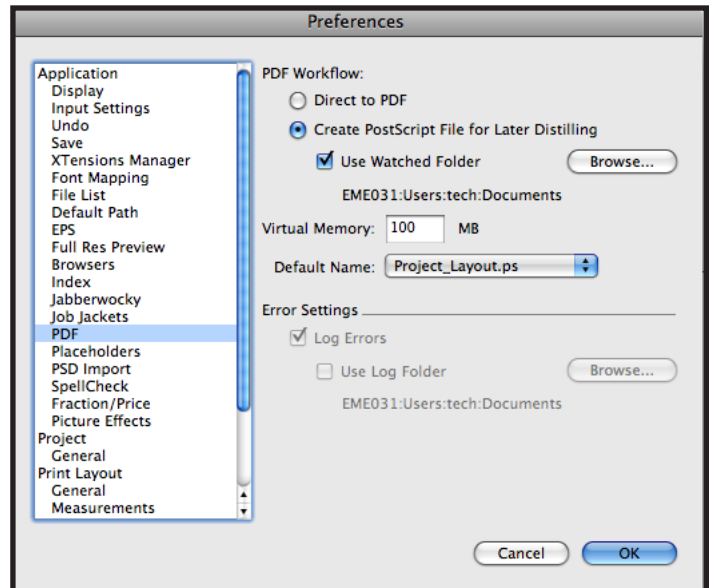 Preferences
Application
Display
Input Settings
Undo
Save
XTensions Manager
Font Mapping
File List
Default Path
EPS
Full Res Preview
Browsers
Index
Jabberwocky
Job Jackets
PDF
Placeholders
PSD Import
SpellCheck
Fraction/Price
Picture Effects
Project
General
Print Layout
General
Measurements
PDF Workflow:
Direct to PDF
Create PostScript File for Later Distilling
Use Watched Folder Browse...
EME031:Users:tech:Documents
Virtual Memory: 100 MB
Default Name: Project_Layout.ps
Error Settings
Log Errors
Use Log Folder Browse...
EME031:Users:tech:Documents
Cancel OK